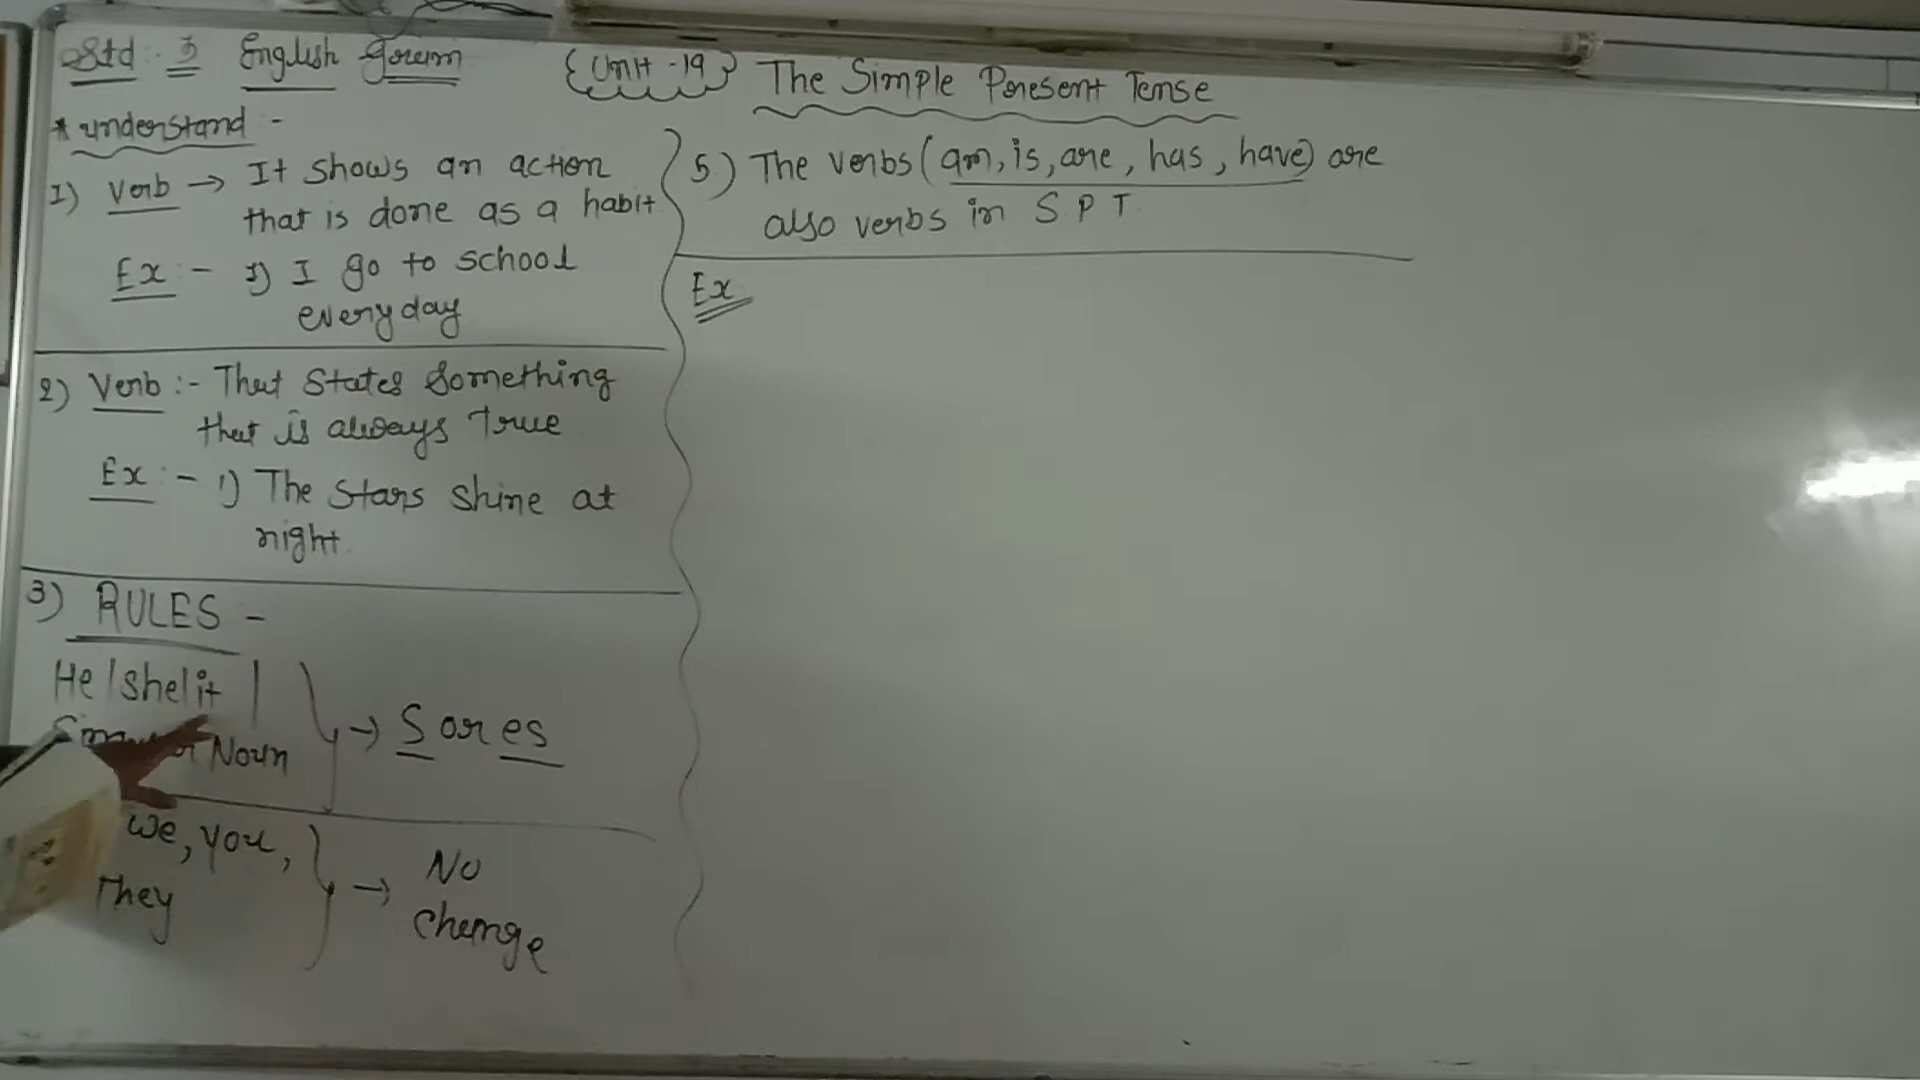 Std : 3 English Gram
{Unit - 19} The Simple Present Tense
* understand -
1) Verb → It shows an action
that is done as a habit
Ex :- 1) I go to school
everyday
2) Verb :- That States Something
that is always True
Ex :- 1) The Stars shine at
night.
3) RULES -
He/she/it |
Noun
→ S or es
We, you,
They
→ No
change
5) The verbs (am, is, are, has, have) are
also verbs in S P T.
Ex